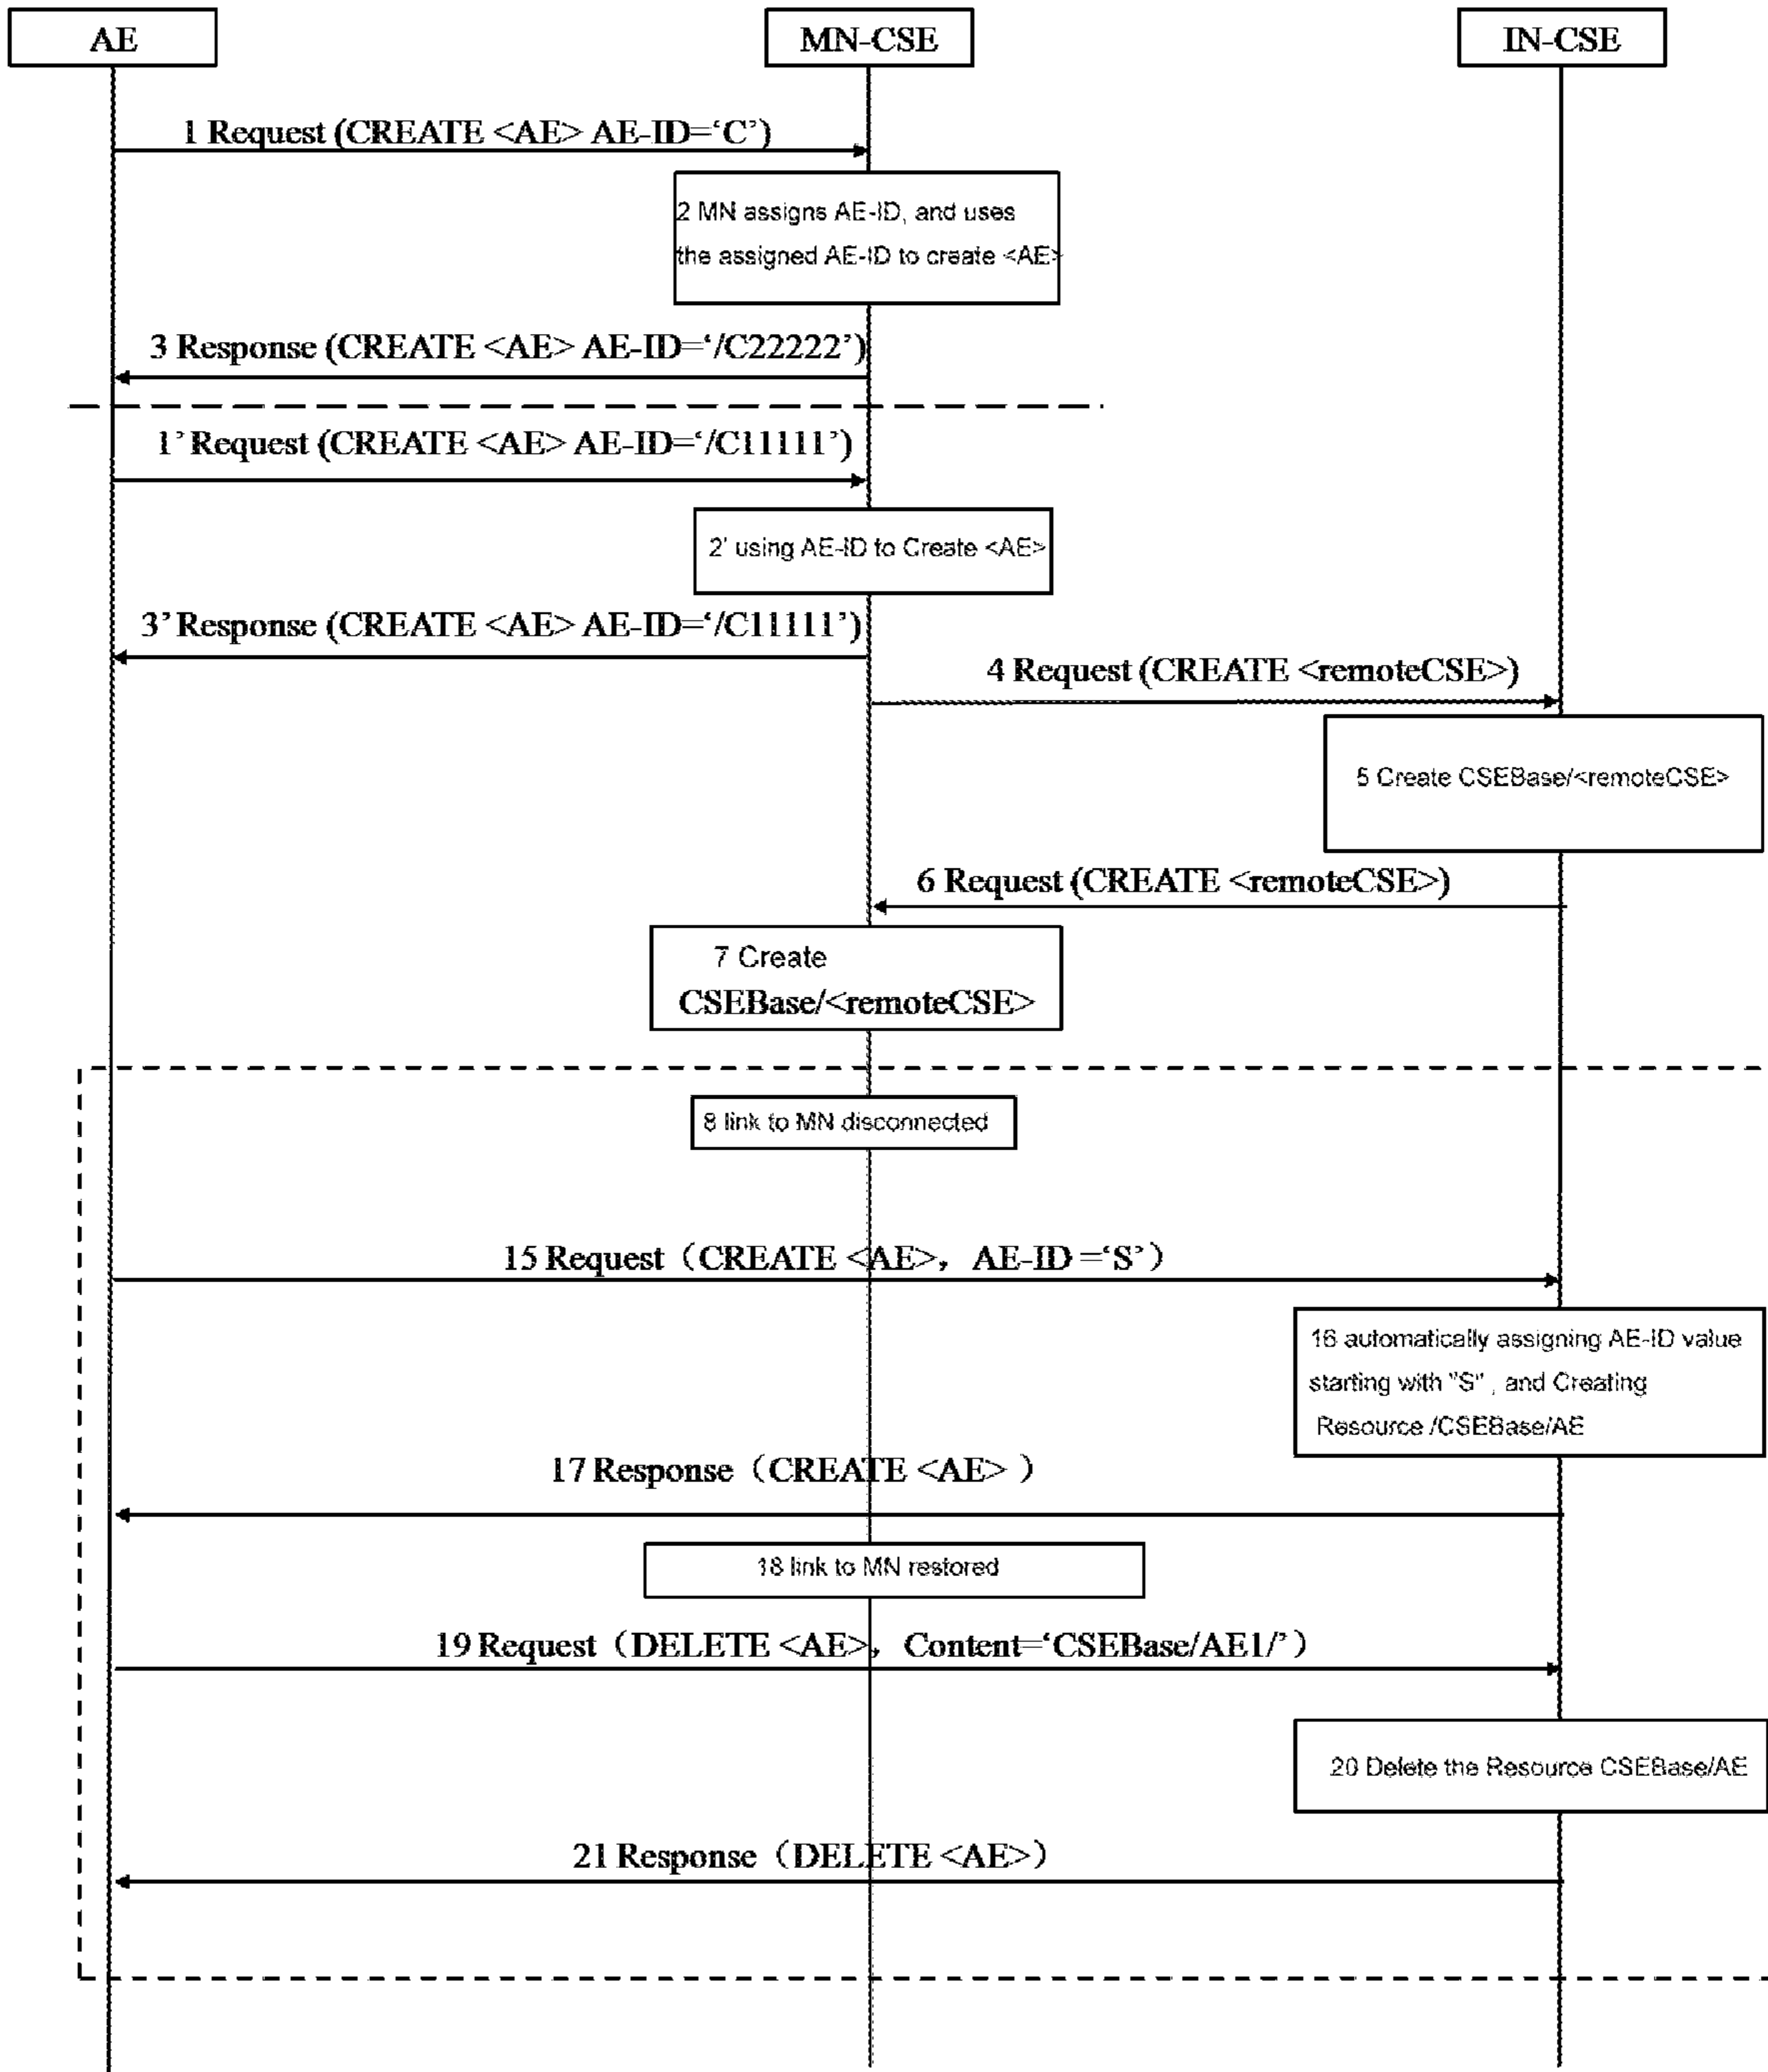 AE
MN-CSE
IN-CSE
1 Request (CREATE <AE> AE-ID=‘C’)
2 MN assigns AE-ID, and uses
the assigned AE-ID to create <AE>
3 Response (CREATE <AE> AE-ID=‘/C22222’)
1’ Request (CREATE <AE> AE-ID=‘/C11111’)
2' using AE-ID to Create <AE>
3’ Response (CREATE <AE> AE-ID=‘/C11111’)
4 Request (CREATE <remoteCSE>)
5 Create CSEBase/<remoteCSE>
6 Request (CREATE <remoteCSE>)
7 Create
CSEBase/<remoteCSE>
8 link to MN disconnected
15 Request（CREATE <AE>，AE-ID =‘S’）
16 automatically assigning AE-ID value
starting with "S" , and Creating
Resource /CSEBase/AE
17 Response（CREATE <AE> ）
18 link to MN restored
19 Request（DELETE <AE>，Content=‘CSEBase/AE1/’）
20 Delete the Resource CSEBase/AE
21 Response（DELETE <AE>）